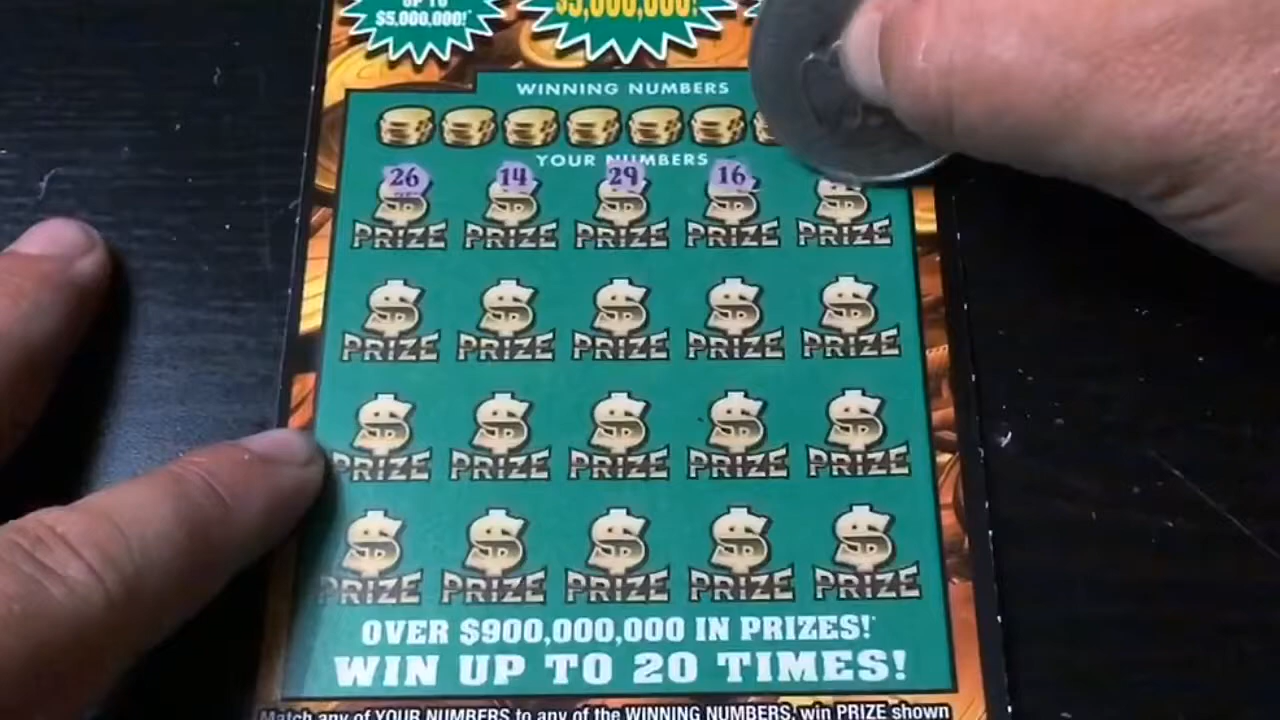 UP TO
$5,000,000!*
$5,000,000!
WINNING NUMBERS
YOUR NUMBERS
26 14 29 16
PRIZE PRIZE PRIZE PRIZE PRIZE
PRIZE PRIZE PRIZE PRIZE PRIZE
PRIZE PRIZE PRIZE PRIZE PRIZE
PRIZE PRIZE PRIZE PRIZE PRIZE
OVER $900,000,000 IN PRIZES!*
WIN UP TO 20 TIMES!
Match any of YOUR NUMBERS to any of the WINNING NUMBERS, win PRIZE shown